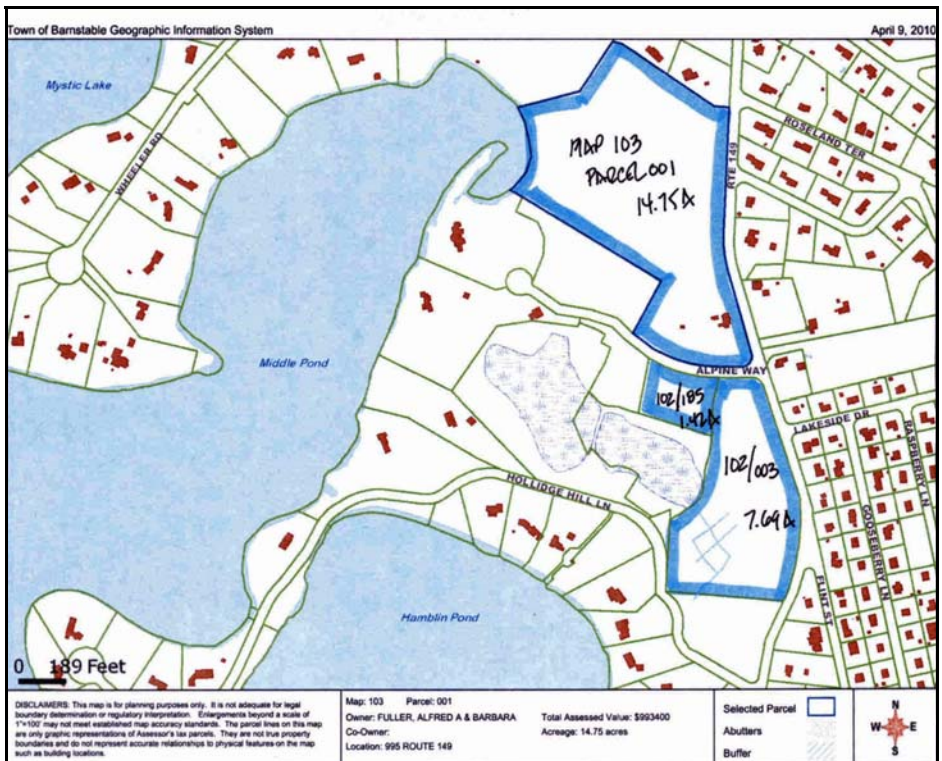 Town of Barnstable Geographic Information System
April 9, 2010
Mystic Lake
WHEELER RD
MAP 103
PARCEL 001
14.75A
RTE 149
ROSELAND TER
Middle Pond
ALPINE WAY
102/185
1.42A
LAKESIDE DR
RASPBERRY LN
102/003
7.69A
GOOSEBERRY LN
HOLLIDGE HILL LN
FLINT ST
Hamblin Pond
0 189 Feet
DISCLAIMERS: This map is for planning purposes only. It is not adequate for legal
boundary determination or regulatory interpretation. Enlargements beyond a scale of
1"=100' may not meet established map accuracy standards. The parcel lines on this map
are only graphic representations of Assessor's tax parcels. They are not true property
boundaries and do not represent accurate relationships to physical features on the map
such as building locations.
Map: 103 Parcel: 001
Owner: FULLER, ALFRED A & BARBARA
Total Assessed Value: $993400
Co-Owner:
Acreage: 14.75 acres
Location: 995 ROUTE 149
Selected Parcel
Abutters
Buffer
N
W E
S